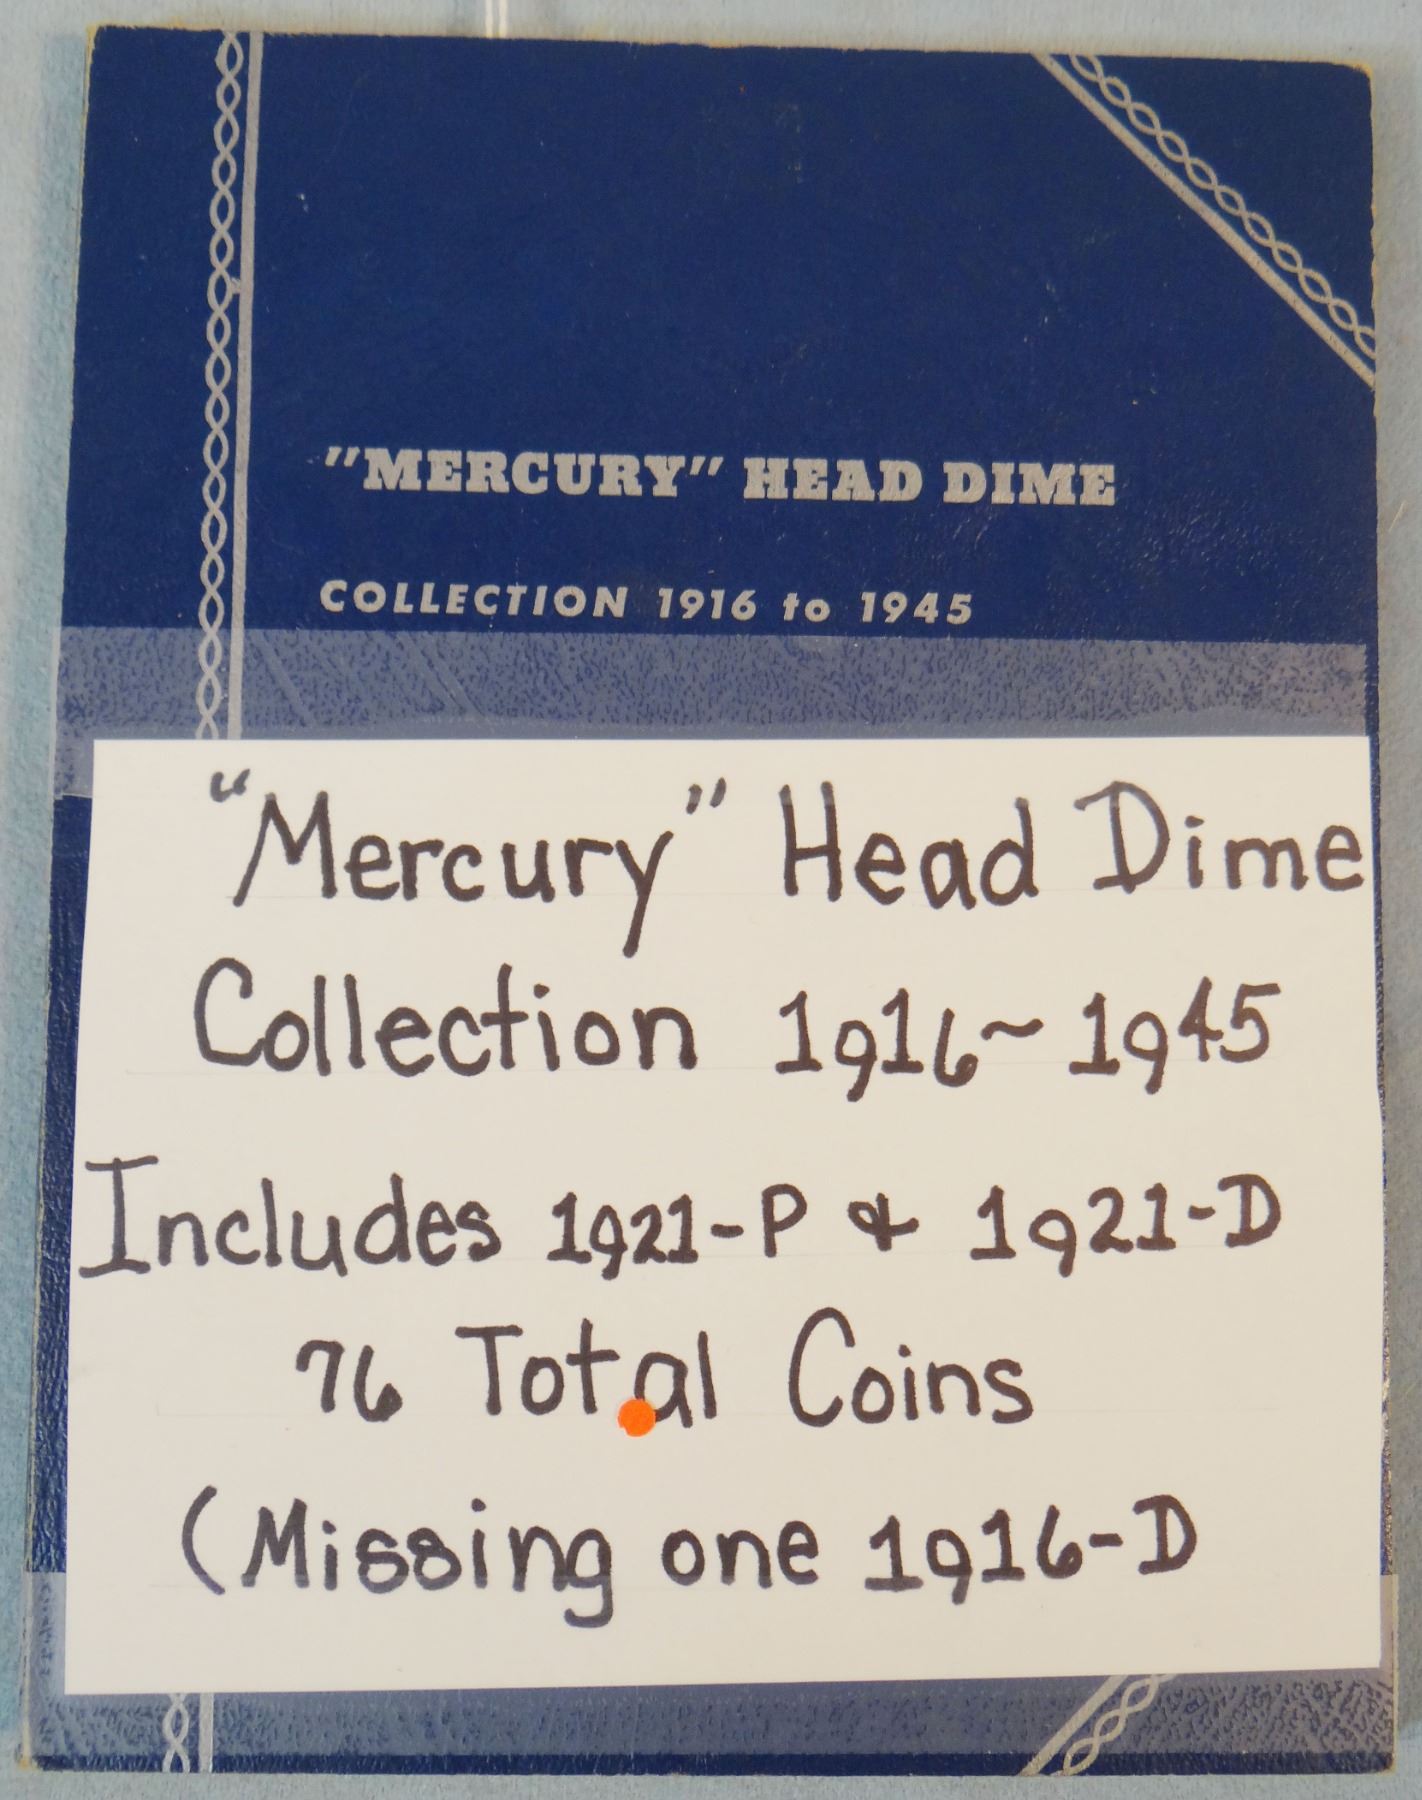 "MERCURY" HEAD DIME
COLLECTION 1916 to 1945
"Mercury" Head Dime
Collection 1916~1945
Includes 1921-P & 1921-D
76 Total Coins
(Missing one 1916-D